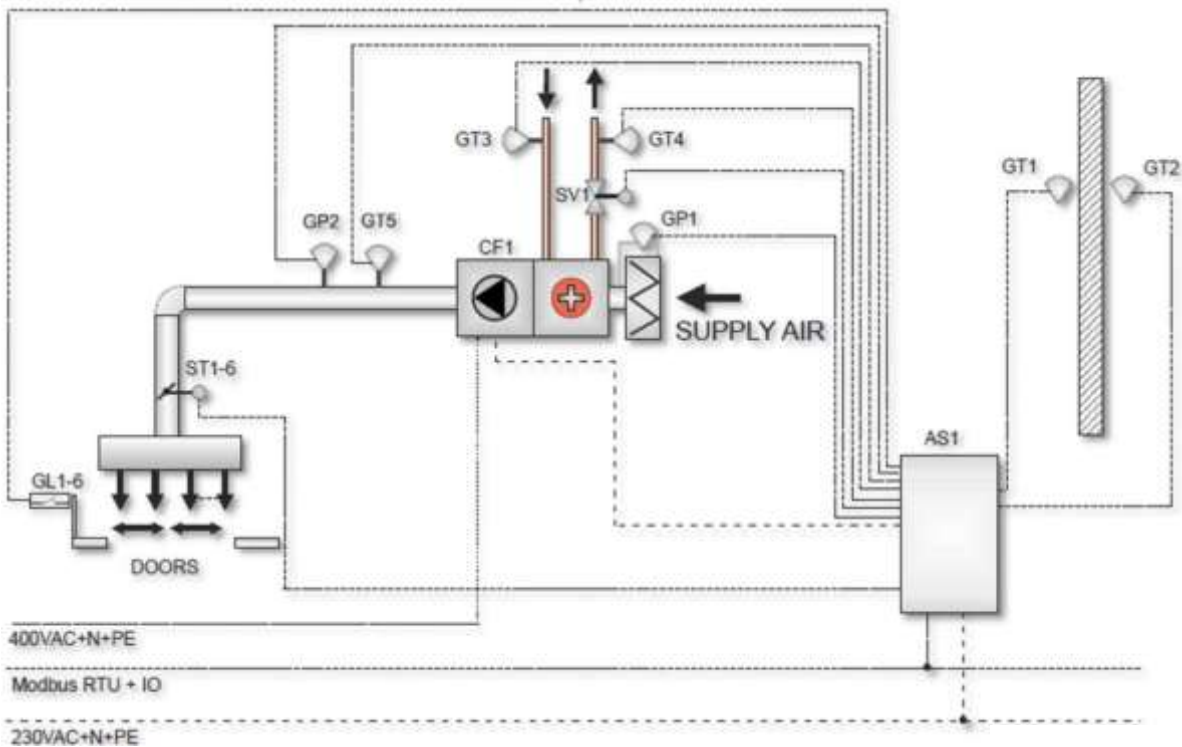 GT3
GT4
GT1
GT2
SV1
GP2
GT5
GP1
CF1
SUPPLY AIR
ST1-6
AS1
GL1-6
DOORS
400VAC+N+PE
Modbus RTU + IO
230VAC+N+PE